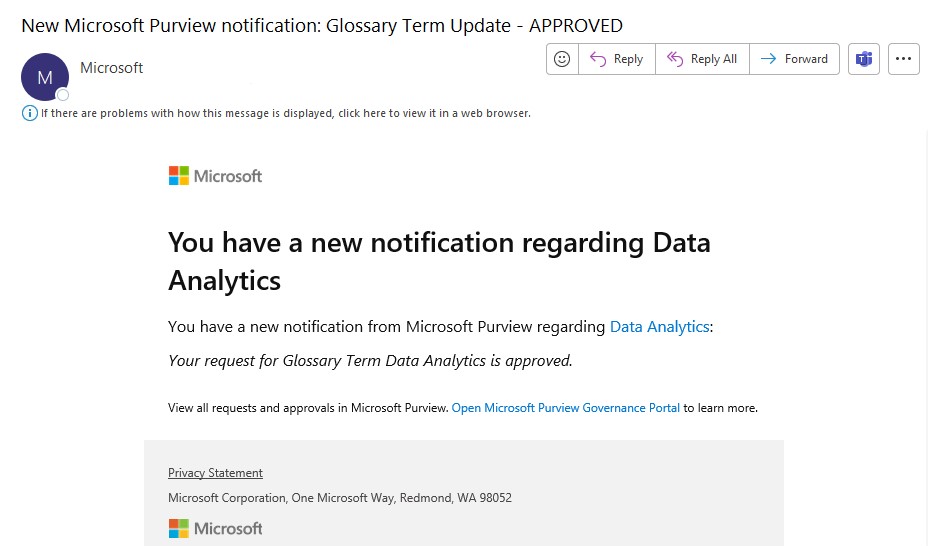 New Microsoft Purview notification: Glossary Term Update - APPROVED
M
Microsoft
Reply
Reply All
Forward
If there are problems with how this message is displayed, click here to view it in a web browser.
Microsoft
You have a new notification regarding Data
Analytics
You have a new notification from Microsoft Purview regarding Data Analytics:
Your request for Glossary Term Data Analytics is approved.
View all requests and approvals in Microsoft Purview. Open Microsoft Purview Governance Portal to learn more.
Privacy Statement
Microsoft Corporation, One Microsoft Way, Redmond, WA 98052
Microsoft